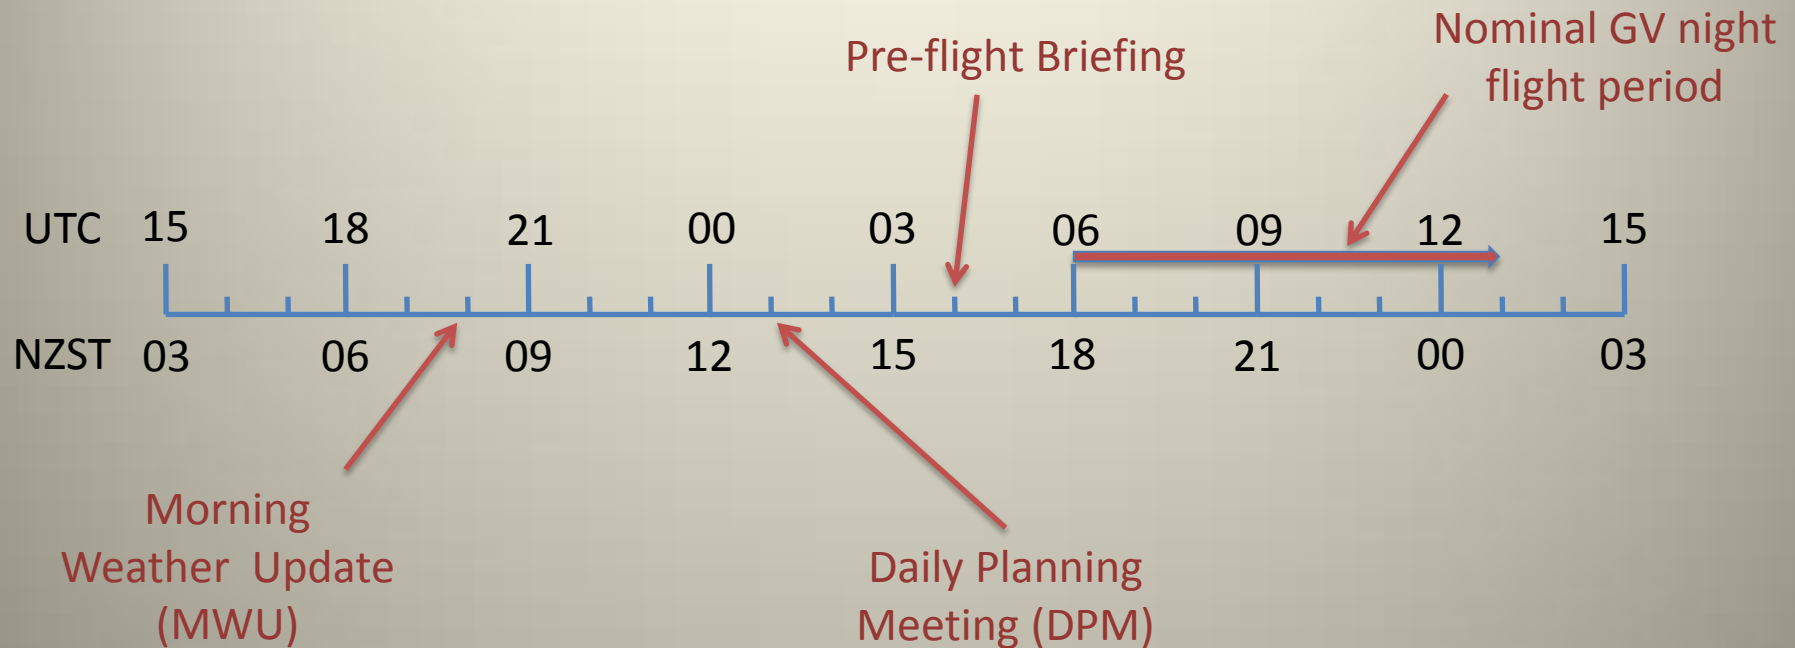 Nominal GV night
flight period
Pre-flight Briefing
UTC 15 18 21 00 03 06 09 12 15
NZST 03 06 09 12 15 18 21 00 03
Morning
Weather Update
(MWU)
Daily Planning
Meeting (DPM)